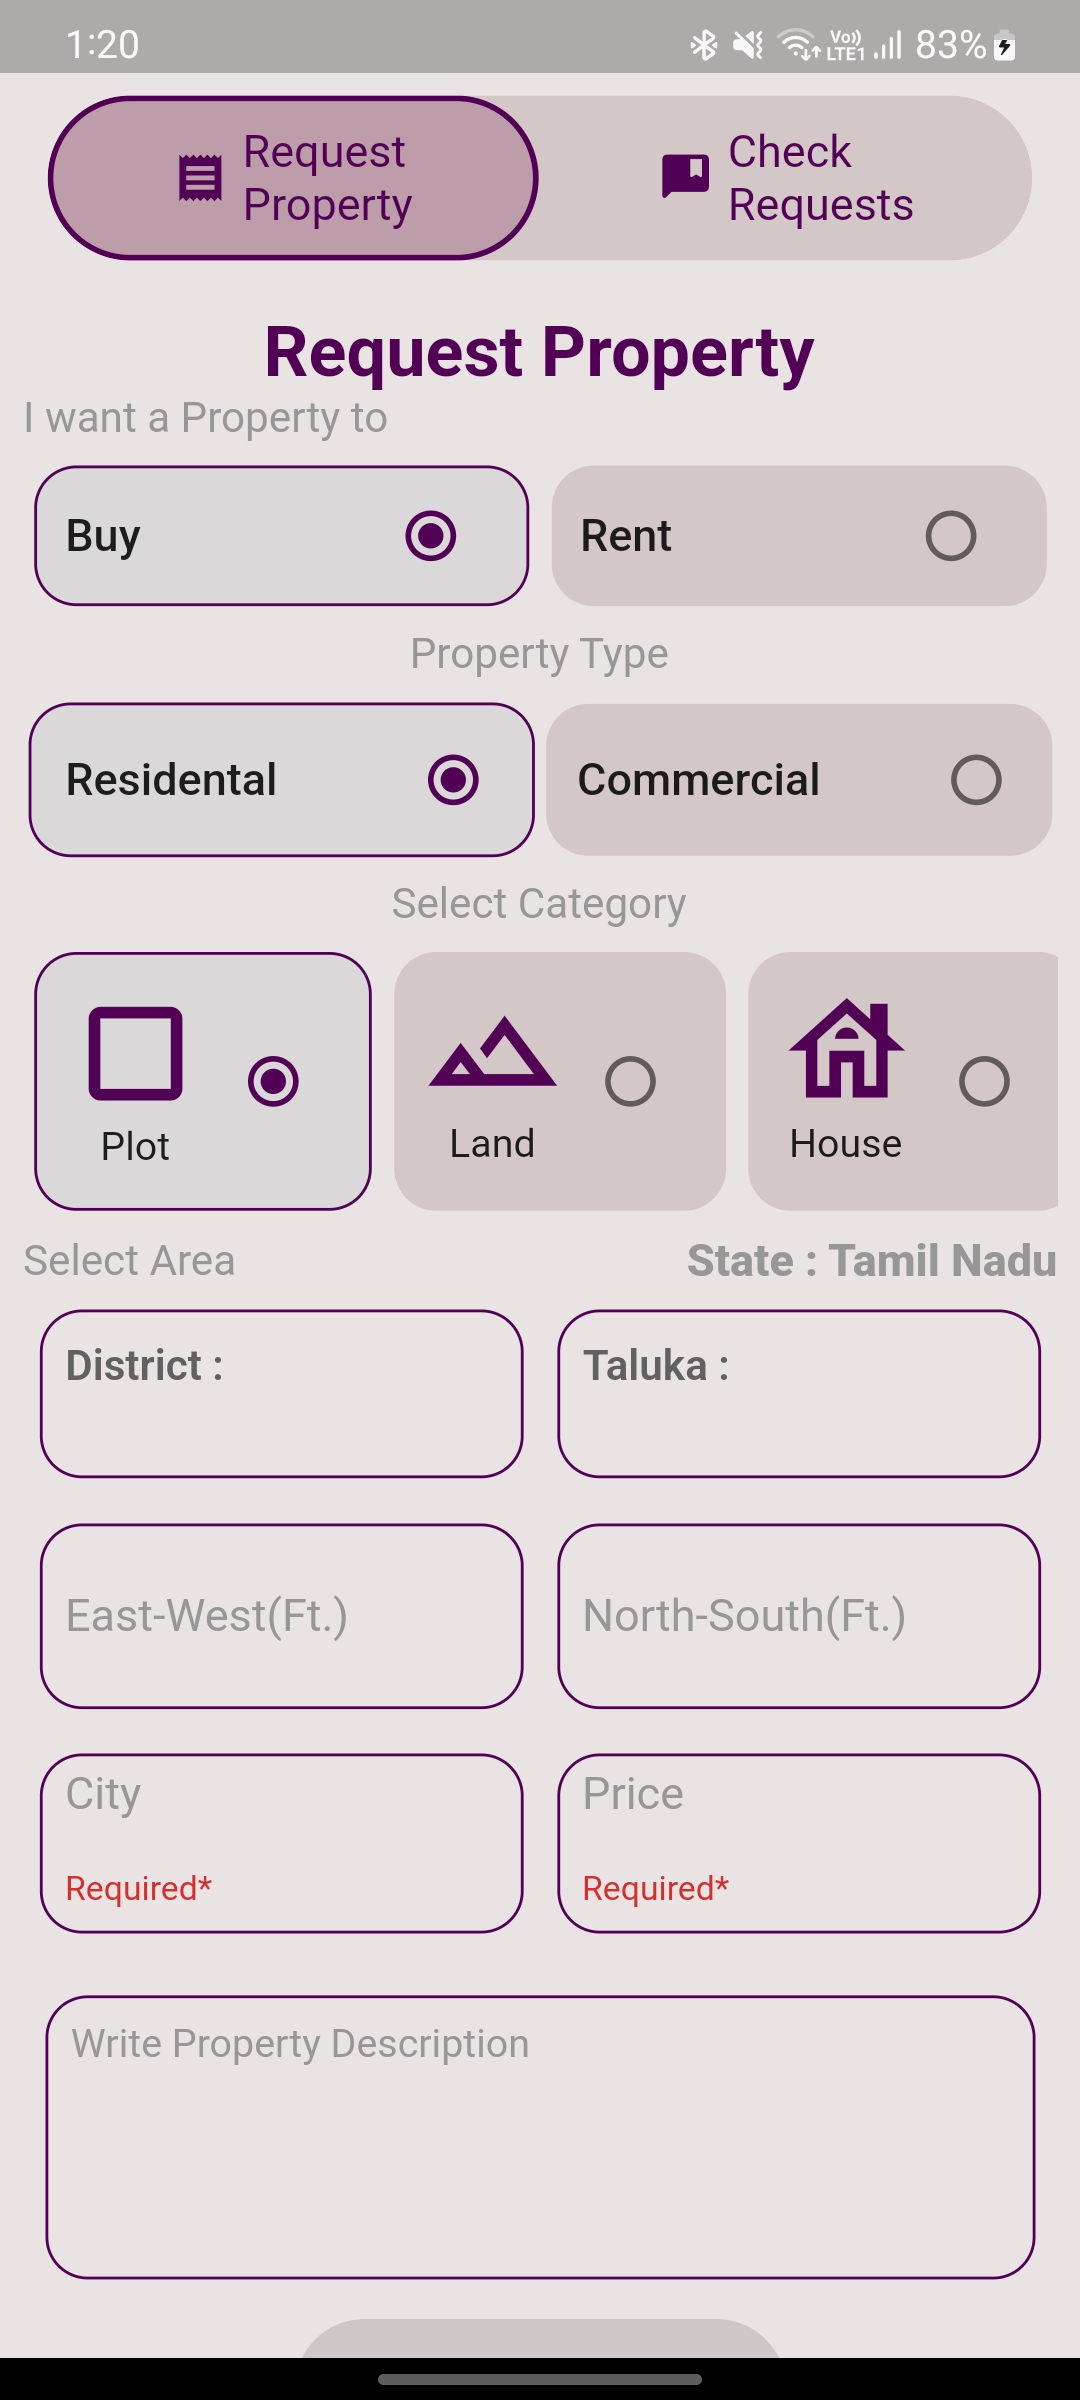 1:20
Vo))
LTE1
83%
Request
Property
Check
Requests
Request Property
I want a Property to
Buy
Rent
Property Type
Residental
Commercial
Select Category
Plot
Land
House
Select Area
State : Tamil Nadu
District :
Taluka :
East-West(Ft.)
North-South(Ft.)
City
Price
Required*
Required*
Write Property Description